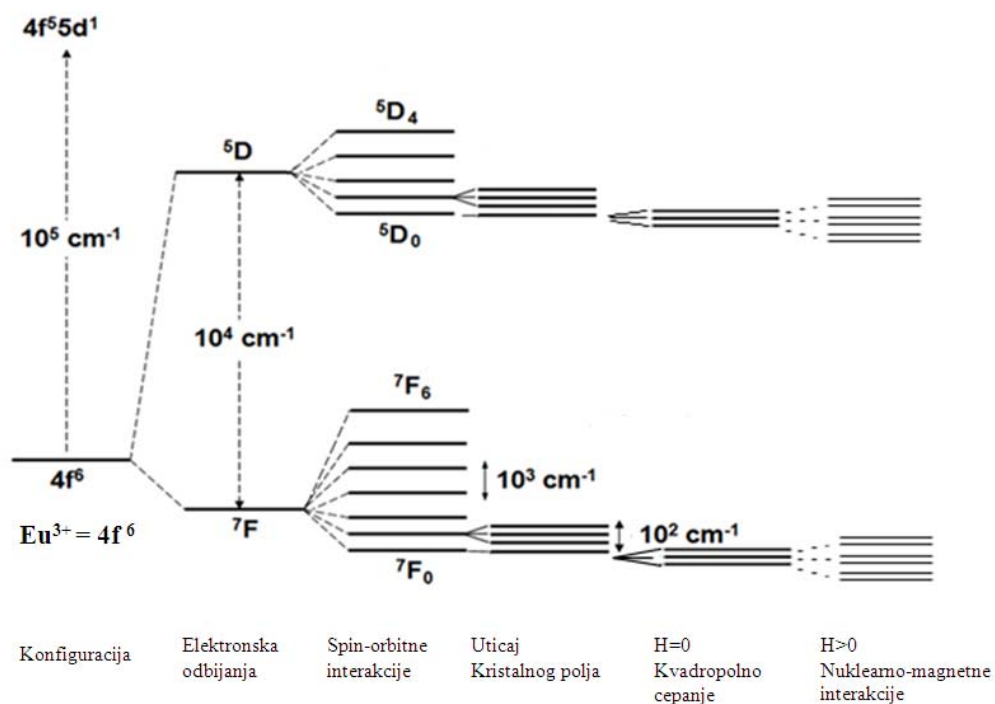 4f⁵5d¹
⁵D₄
⁵D
10⁵ cm⁻¹
⁵D₀
10⁴ cm⁻¹
⁷F₆
10³ cm⁻¹
4f⁶
⁷F
10² cm⁻¹
Eu³⁺ = 4f ⁶
⁷F₀
Konfiguracija
Elektronska
odbijanja
Spin-orbitne
interakcije
Uticaj
Kristalnog polja
H=0
Kvadropolno
cepanje
H>0
Nuklearno-magnetne
interakcije